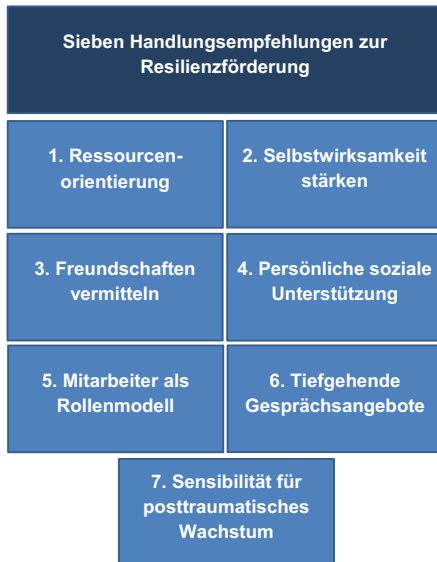 Sieben Handlungsempfehlungen zur
Resilienzförderung
1. Ressourcen-
orientierung
2. Selbstwirksamkeit
stärken
3. Freundschaften
vermitteln
4. Persönliche soziale
Unterstützung
5. Mitarbeiter als
Rollenmodell
6. Tiefgehende
Gesprächsangebote
7. Sensibilität für
posttraumatisches
Wachstum